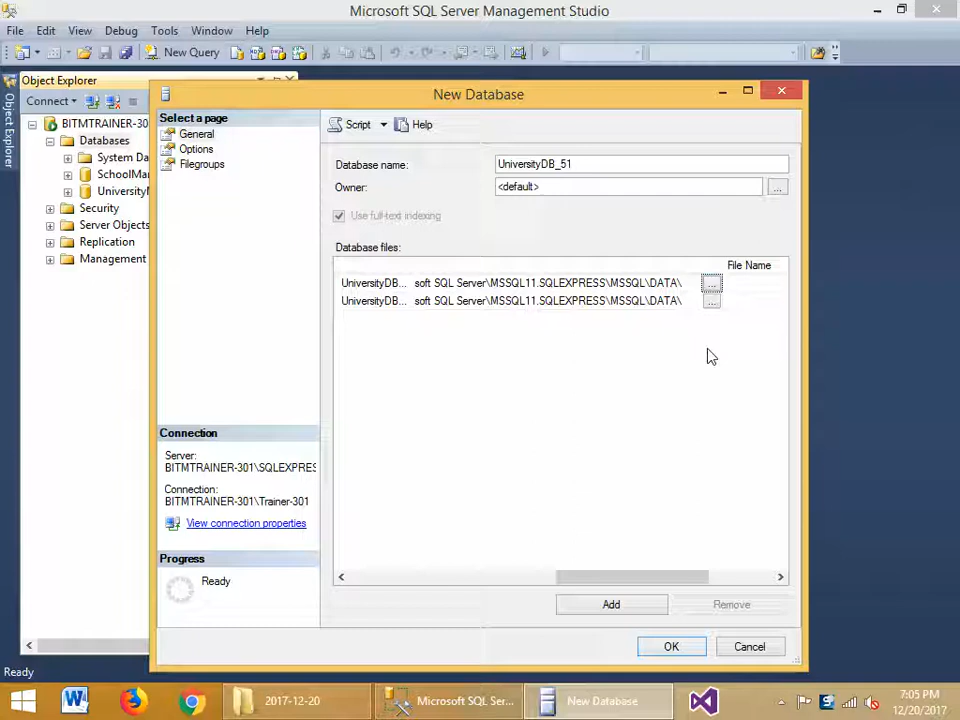 Microsoft SQL Server Management Studio
File Edit View Debug Tools Window Help
New Query
Object Explorer
Object Explorer
Connect
BITMTRAINER-30
Databases
System Da
SchoolMar
UniversityM
Security
Server Objects
Replication
Management
New Database
Select a page
General
Options
Filegroups
Script Help
Database name: UniversityDB_51
Owner: <default> ...
Use full-text indexing
Database files:
File Name
UniversityDB... soft SQL Server\MSSQL11.SQLEXPRESS\MSSQL\DATA\ ...
UniversityDB... soft SQL Server\MSSQL11.SQLEXPRESS\MSSQL\DATA\ ...
Connection
Server:
BITMTRAINER-301\SQLEXPRES
Connection:
BITMTRAINER-301\Trainer-301
View connection properties
Progress
Ready
Add Remove
OK Cancel
Ready
2017-12-20 Microsoft SQL Ser... New Database
7:05 PM
12/20/2017